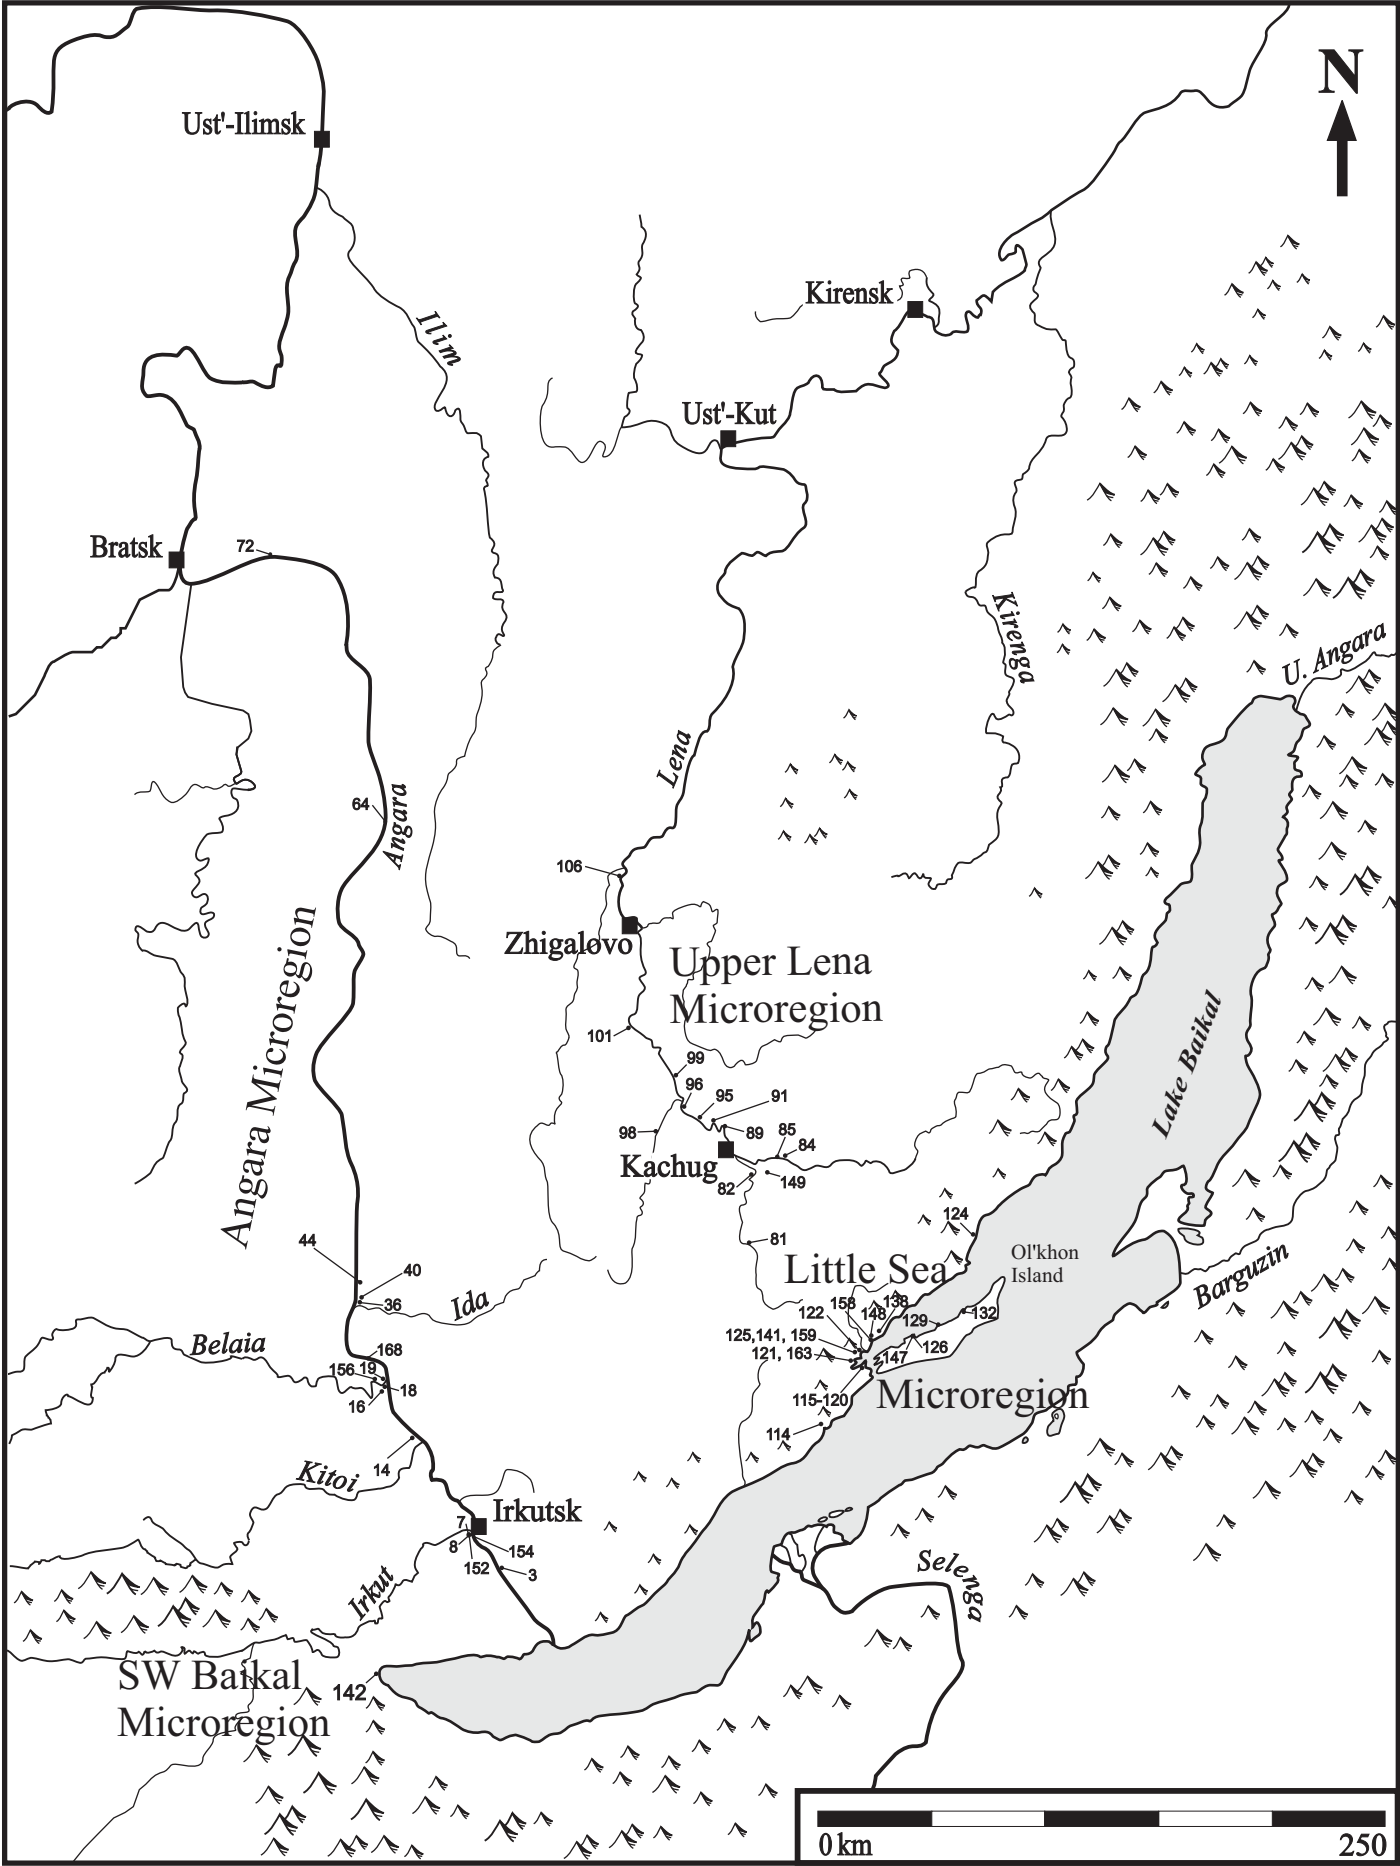 N
Ust'-Ilimsk
Kirensk
Ilim
Ust'-Kut
Bratsk
72
Kirenga
U. Angara
Lena
64
Angara
106
Zhigalovo
Upper Lena
Microregion
Angara Microregion
101
99
96
95
91
98
89
85
84
Kachug
82
149
Lake Baikal
81
124
44
40
36
Ida
Little Sea
Ol'khon
Island
Barguzin
158
138
122
148
129
132
125, 141, 159
126
121, 163
147
Belaia
168
156
19
18
16
115-120
Microregion
114
14
Kitoi
Irkutsk
7
8
154
152
3
Irkut
Selenga
SW Baikal
Microregion
142
0 km
250